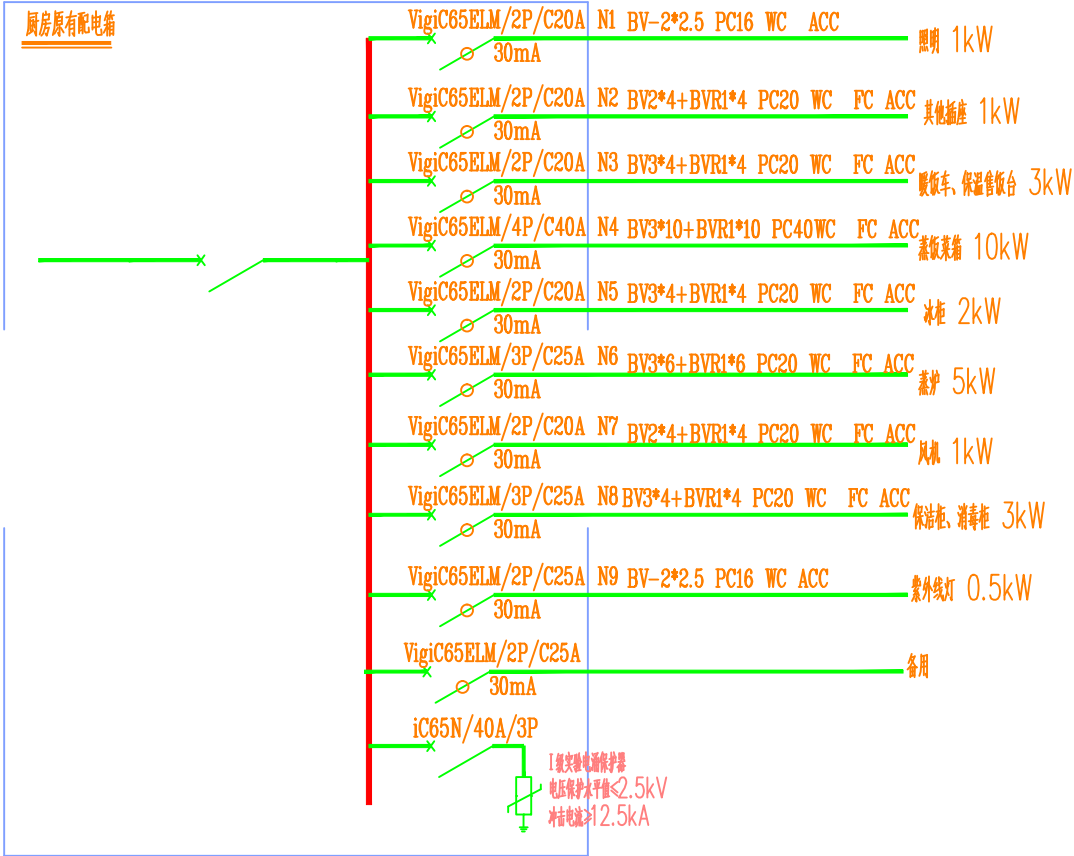 厨房原有配电箱
VigiC65ELM/2P/C20A N1 BV-2*2.5 PC16 WC ACC
30mA
照明 1kW
VigiC65ELM/2P/C20A N2 BV2*4+BVR1*4 PC20 WC FC ACC
30mA
其他插座 1kW
VigiC65ELM/2P/C20A N3 BV3*4+BVR1*4 PC20 WC FC ACC
30mA
暖饭车、保温售饭台 3kW
VigiC65ELM/4P/C40A N4 BV3*10+BVR1*10 PC40WC FC ACC
30mA
蒸饭菜箱 10kW
VigiC65ELM/2P/C20A N5 BV3*4+BVR1*4 PC20 WC FC ACC
30mA
冰柜 2kW
VigiC65ELM/3P/C25A N6 BV3*6+BVR1*6 PC20 WC FC ACC
30mA
蒸炉 5kW
VigiC65ELM/2P/C20A N7 BV2*4+BVR1*4 PC20 WC FC ACC
30mA
风机 1kW
VigiC65ELM/3P/C25A N8 BV3*4+BVR1*4 PC20 WC FC ACC
30mA
保洁柜、消毒柜 3kW
VigiC65ELM/2P/C25A N9 BV-2*2.5 PC16 WC ACC
30mA
紫外线灯 0.5kW
VigiC65ELM/2P/C25A
30mA
备用
iC65N/40A/3P
I级实验电涌保护器
电压保护水平值≤2.5kV
冲击电流≥12.5kA